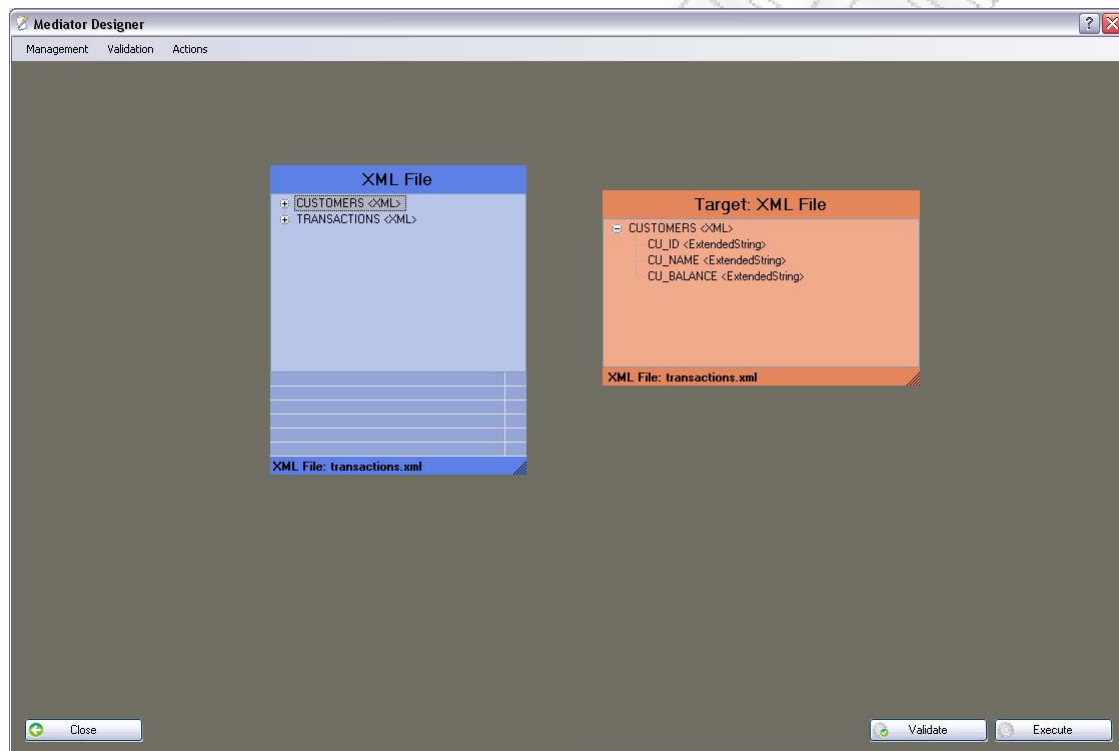 Mediator Designer
Management Validation Actions
XML File
CUSTOMERS <XML>
TRANSACTIONS <XML>
XML File: transactions.xml
Target: XML File
CUSTOMERS <XML>
CU_ID <ExtendedString>
CU_NAME <ExtendedString>
CU_BALANCE <ExtendedString>
XML File: transactions.xml
Close Validate Execute